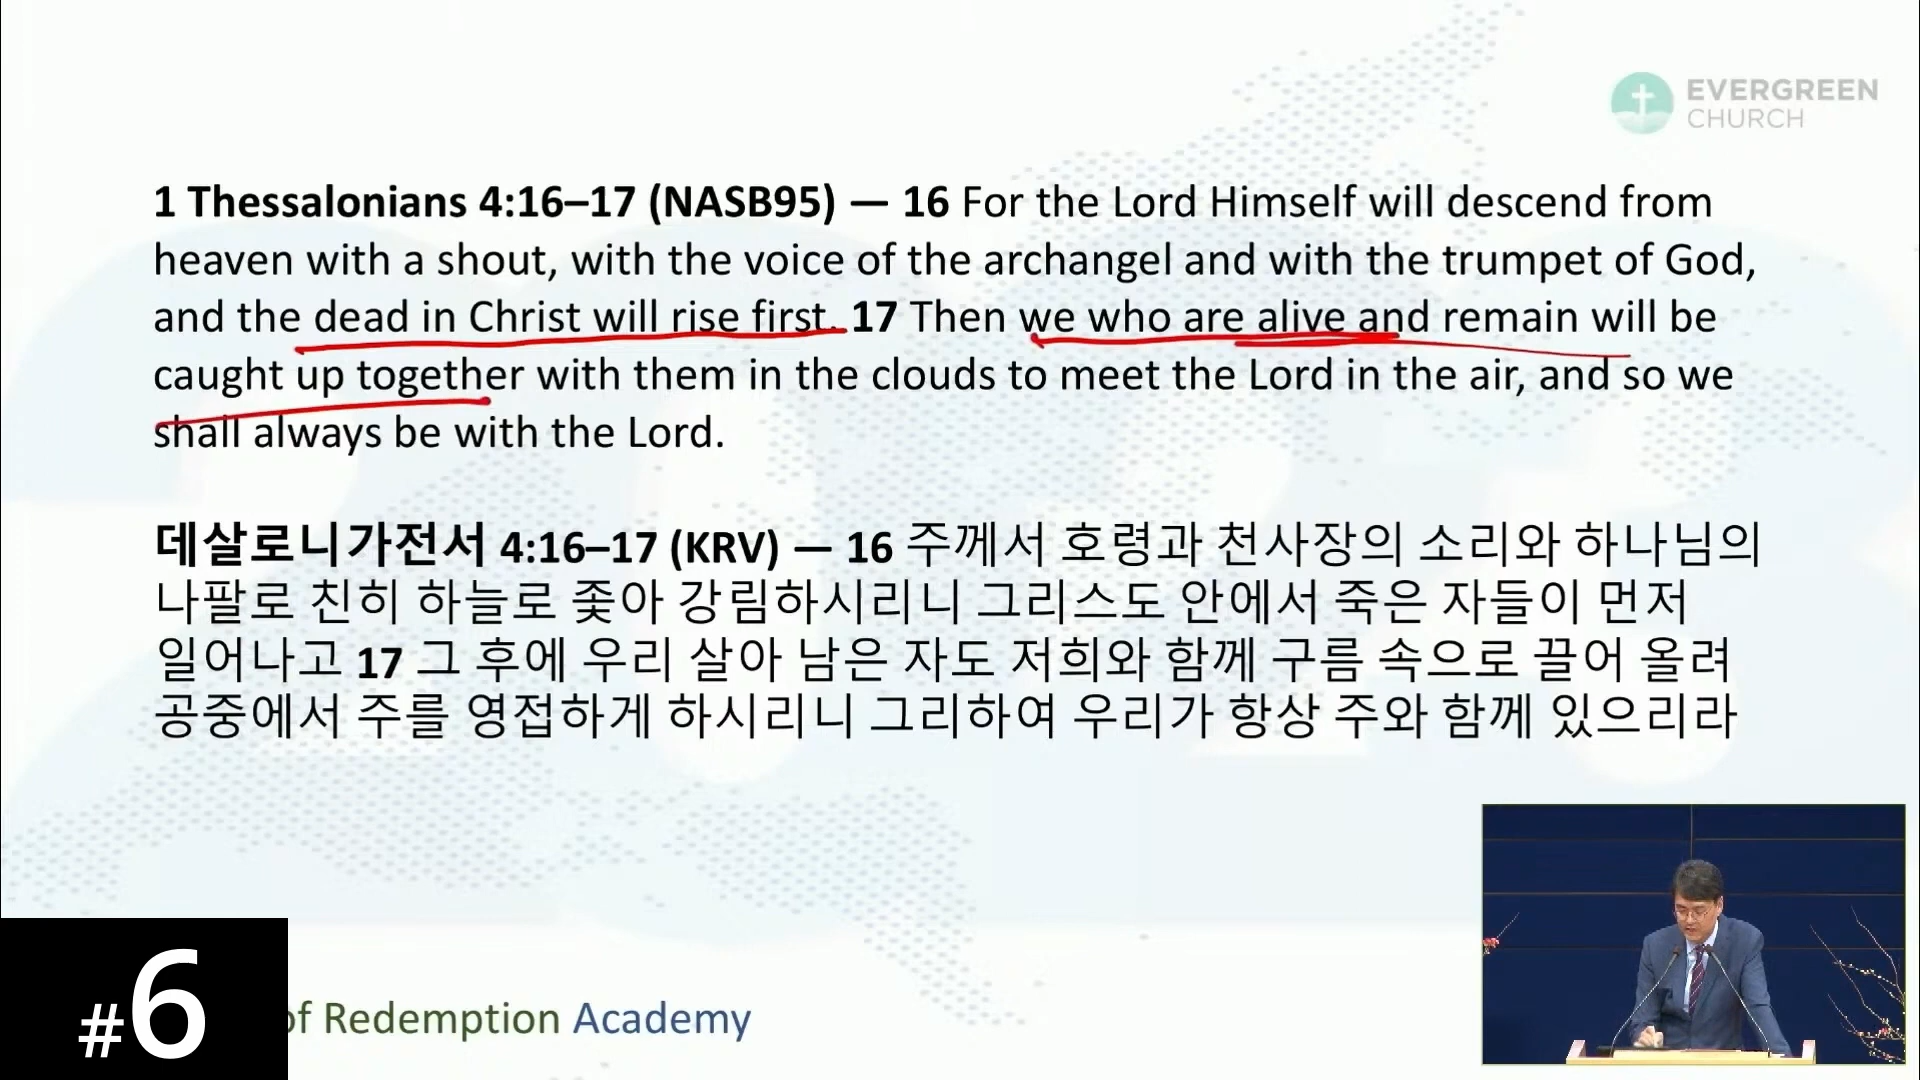 EVERGREEN
CHURCH
1 Thessalonians 4:16–17 (NASB95) — 16 For the Lord Himself will descend from
heaven with a shout, with the voice of the archangel and with the trumpet of God,
and the dead in Christ will rise first. 17 Then we who are alive and remain will be
caught up together with them in the clouds to meet the Lord in the air, and so we
shall always be with the Lord.
데살로니가전서 4:16–17 (KRV) — 16 주께서 호령과 천사장의 소리와 하나님의
나팔로 친히 하늘로 좇아 강림하시리니 그리스도 안에서 죽은 자들이 먼저
일어나고 17 그 후에 우리 살아 남은 자도 저희와 함께 구름 속으로 끌어 올려
공중에서 주를 영접하게 하시리니 그리하여 우리가 항상 주와 함께 있으리라
#6
of Redemption Academy